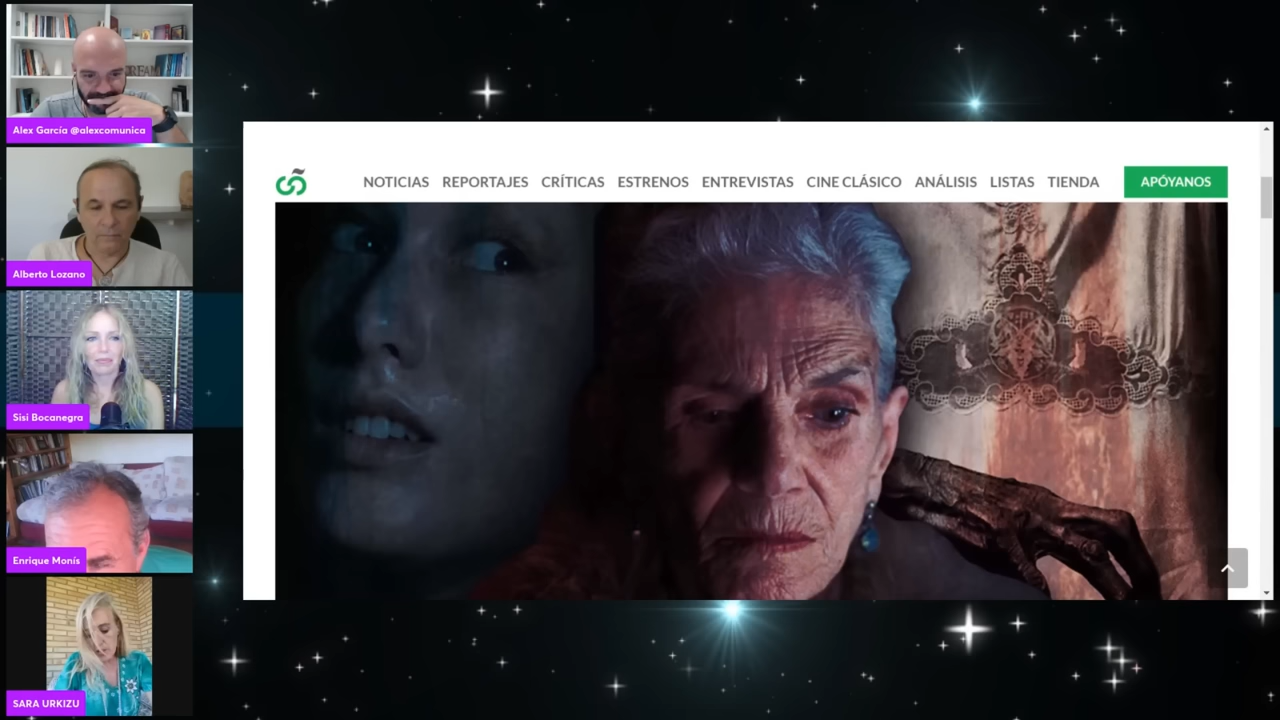 Alex García @alexcomunica
Alberto Lozano
Sisi Bocanegra
Enrique Monís
SARA URKIZU
NOTICIAS REPORTAJES CRÍTICAS ESTRENOS ENTREVISTAS CINE CLÁSICO ANÁLISIS LISTAS TIENDA APÓYANOS